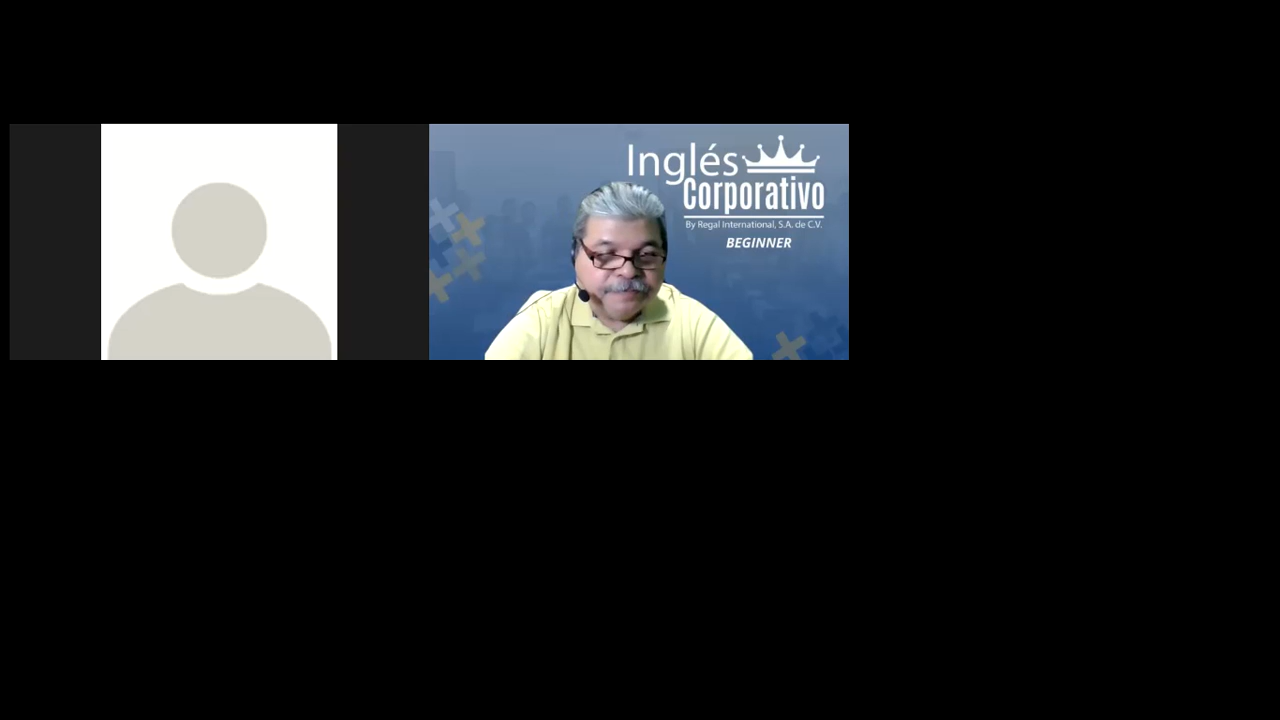 Inglés
Corporativo
By Regal International, S.A. de C.V.
BEGINNER